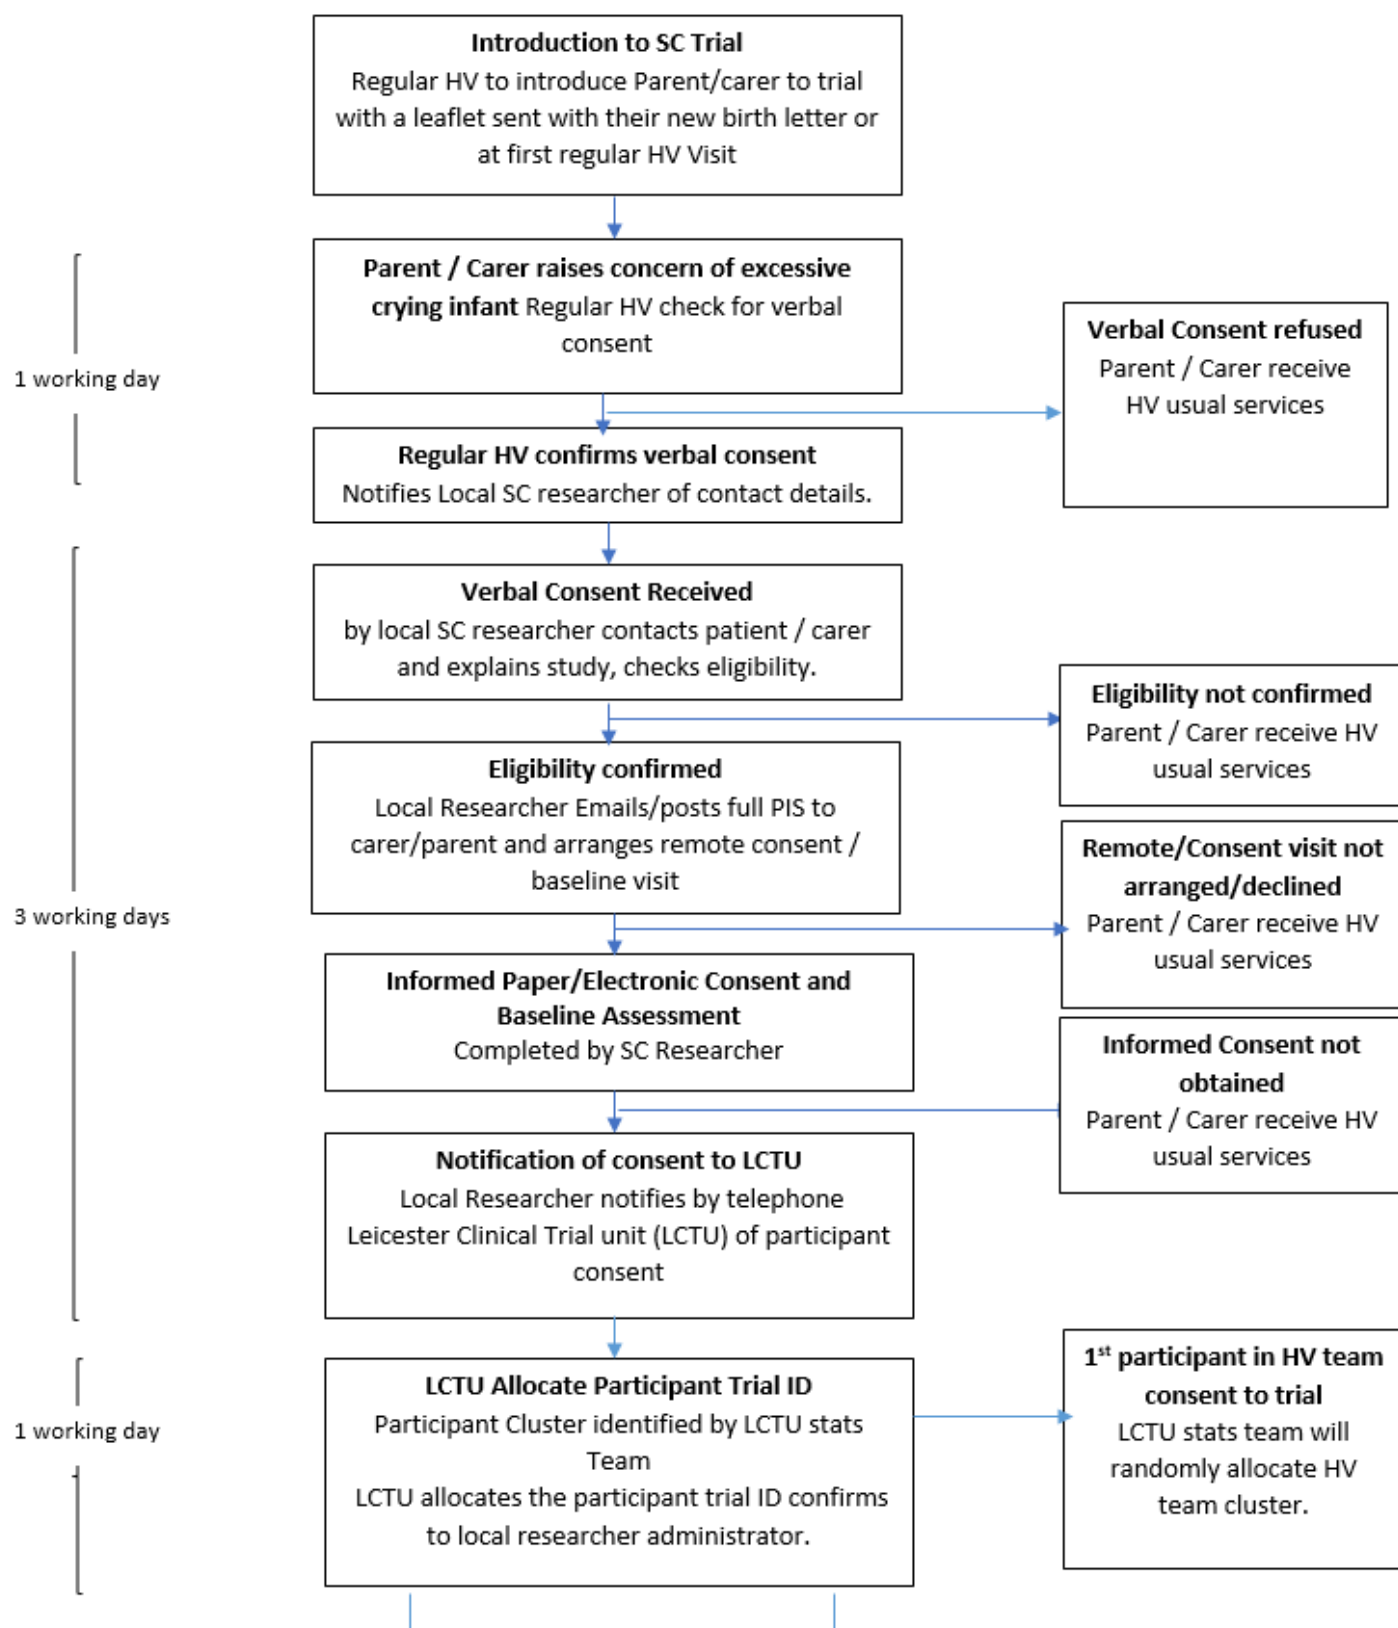 Introduction to SC Trial
Regular HV to introduce Parent/carer to trial
with a leaflet sent with their new birth letter or
at first regular HV Visit
Parent / Carer raises concern of excessive
crying infant Regular HV check for verbal
consent
1 working day
Verbal Consent refused
Parent / Carer receive
HV usual services
Regular HV confirms verbal consent
Notifies Local SC researcher of contact details.
Verbal Consent Received
by local SC researcher contacts patient / carer
and explains study, checks eligibility.
Eligibility not confirmed
Parent / Carer receive HV
usual services
Eligibility confirmed
Local Researcher Emails/posts full PIS to
carer/parent and arranges remote consent /
baseline visit
Remote/Consent visit not
arranged/declined
Parent / Carer receive HV
usual services
3 working days
Informed Paper/Electronic Consent and
Baseline Assessment
Completed by SC Researcher
Informed Consent not
obtained
Parent / Carer receive HV
usual services
Notification of consent to LCTU
Local Researcher notifies by telephone
Leicester Clinical Trial unit (LCTU) of participant
consent
LCTU Allocate Participant Trial ID
Participant Cluster identified by LCTU stats
Team
LCTU allocates the participant trial ID confirms
to local researcher administrator.
1 working day
1st participant in HV team
consent to trial
LCTU stats team will
randomly allocate HV
team cluster.